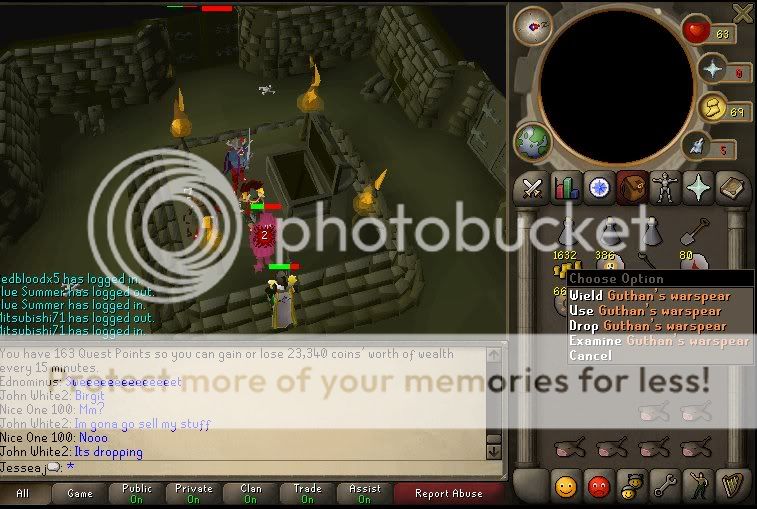 63
0
69
5
photobucket
1632
386
80
Choose Option
Wield Guthan's warspear
Use Guthan's warspear
Drop Guthan's warspear
Examine Guthan's warspear
Cancel
2
edbloodx5 has logged in.
lue Summer has logged out.
lue Summer has logged in.
Mitsubishi71 has logged out.
Mitsubishi71 has logged in.
You have 163 Quest Points so you can gain or lose 23,340 coins' worth of wealth
every 15 minutes.
Protect more of your memories for less!
John White2: Birgit
Nice One 100: Mm?
John White2: Im gona go sell my stuff
Nice One 100: Nooo
John White2: Its dropping
Jesseaj: *
All
Game
Public
On
Private
On
Clan
On
Trade
On
Assist
On
Report Abuse